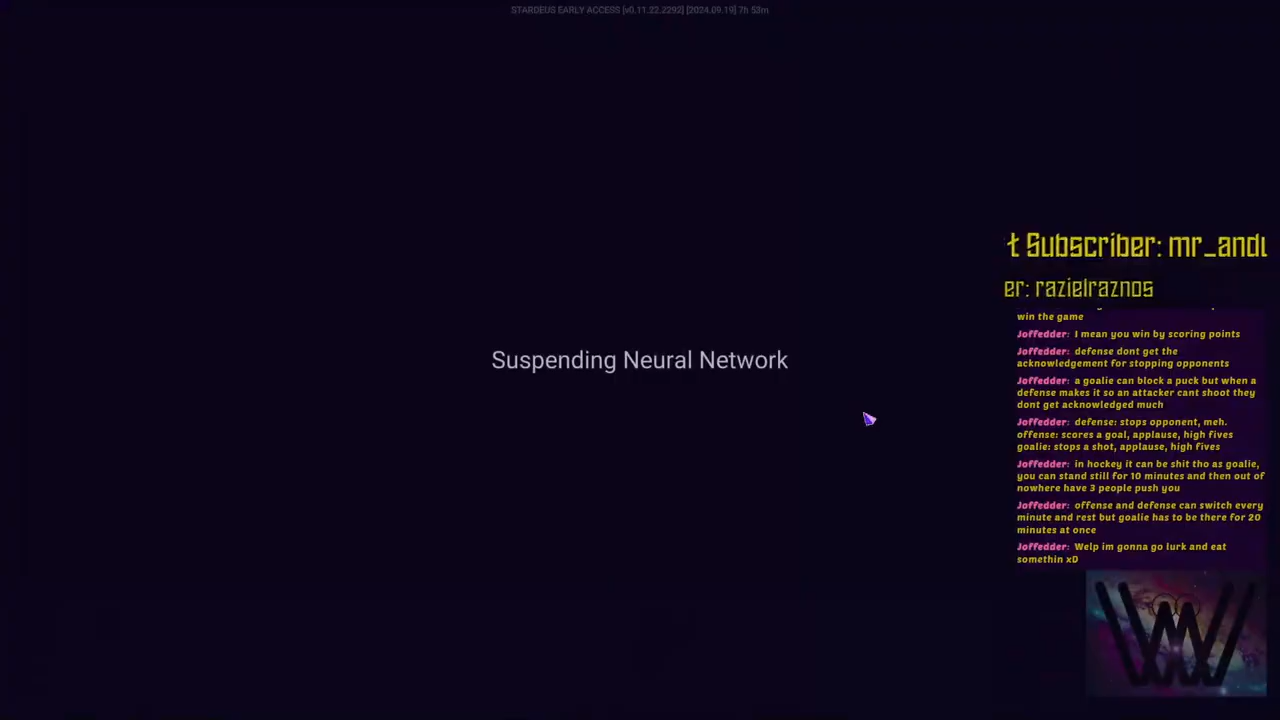 STARDEUS EARLY ACCESS [v0.11.22.2292] [2024.09.19] 7h 53m
t Subscriber: mr_andu
er: razielraznos
win the game
Joffedder: I mean you win by scoring points
Joffedder: defense dont get the
acknowledgement for stopping opponents
Joffedder: a goalie can block a puck but when a
defense makes it so an attacker cant shoot they
dont get acknowledged much
Joffedder: defense: stops opponent, meh.
offense: scores a goal, applause, high fives
goalie: stops a shot, applause, high fives
Suspending Neural Network
Joffedder: in hockey it can be shit tho as goalie,
you can stand still for 10 minutes and then out of
nowhere have 3 people push you
Joffedder: offense and defense can switch every
minute and rest but goalie has to be there for 20
minutes at once
Joffedder: Welp im gonna go lurk and eat
somethin xD